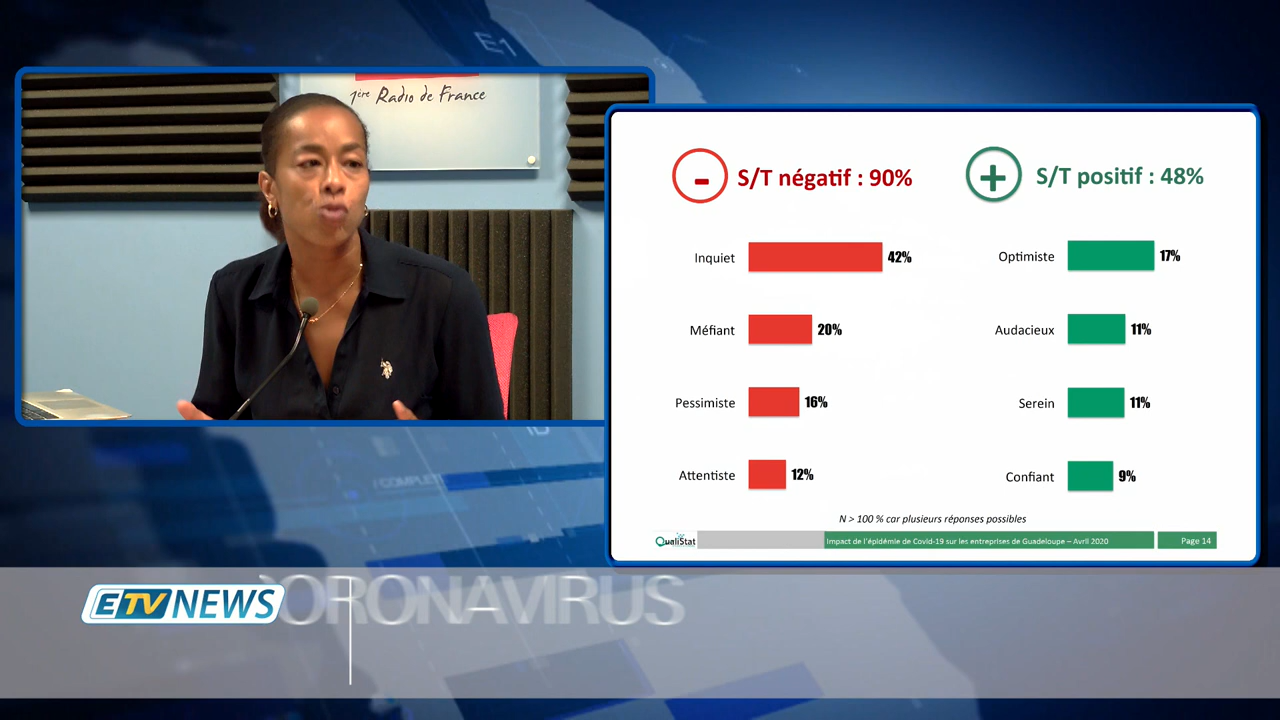 E1
1ère Radio de France
- S/T négatif : 90%
+ S/T positif : 48%
Inquiet 42%
Optimiste 17%
Méfiant 20%
Audacieux 11%
Pessimiste 16%
Serein 11%
Attentiste 12%
Confiant 9%
N > 100 % car plusieurs réponses possibles
QualiStat
Impact de l'épidémie de Covid-19 sur les entreprises de Guadeloupe – Avril 2020
Page 14
ETV NEWS
CORONAVIRUS